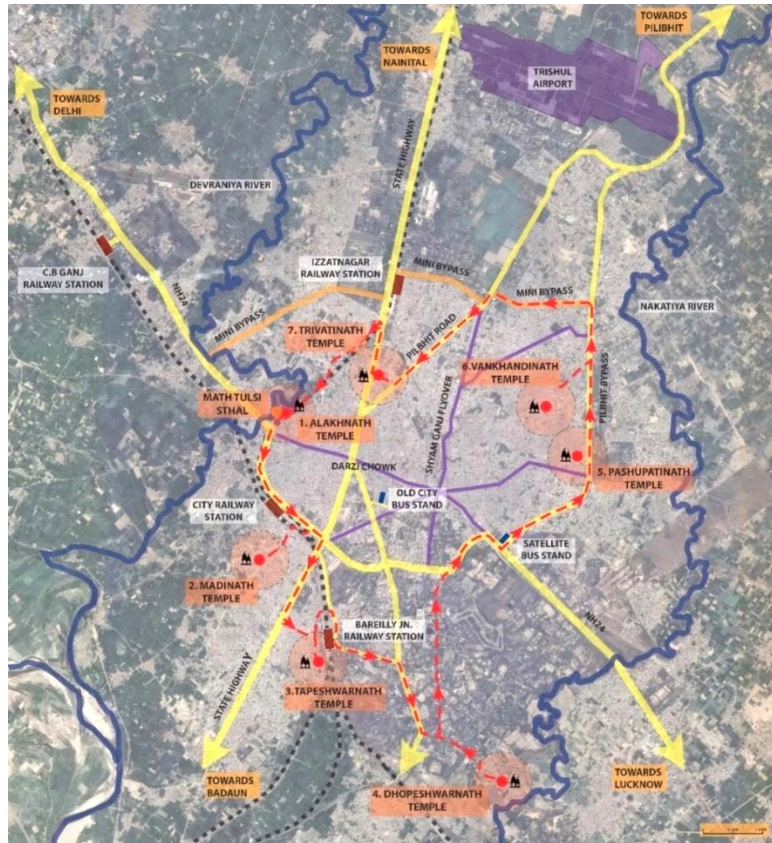 TOWARDS
PILIBHIT
TOWARDS
NAINITAL
TRISHUL
AIRPORT
TOWARDS
DELHI
STATE HIGHWAY
DEVRANIYA RIVER
IZZATNAGAR
RAILWAY STATION
MINI BYPASS
C.B GANJ
RAILWAY STATION
NH24
MINI BYPASS
MINI BYPASS
NAKATIYA RIVER
7. TRIVATINATH
TEMPLE
PILBHIT ROAD
6.VANKHANDINATH
TEMPLE
PILBHIT BYPASS
MATH TULSI
STHAL
1. ALAKHNATH
TEMPLE
SHYAM GANJ FLYOVER
DARZI CHOWK
5. PASHUPATINATH
TEMPLE
OLD CITY
BUS STAND
CITY RAILWAY
STATION
SATELLITE
BUS STAND
2. MADINATH
TEMPLE
BAREILLY JN.
RAILWAY STATION
NH24
3.TAPESHWARNATH
TEMPLE
STATE HIGHWAY
TOWARDS
BADAUN
4. DHOPESHWARNATH
TEMPLE
TOWARDS
LUCKNOW